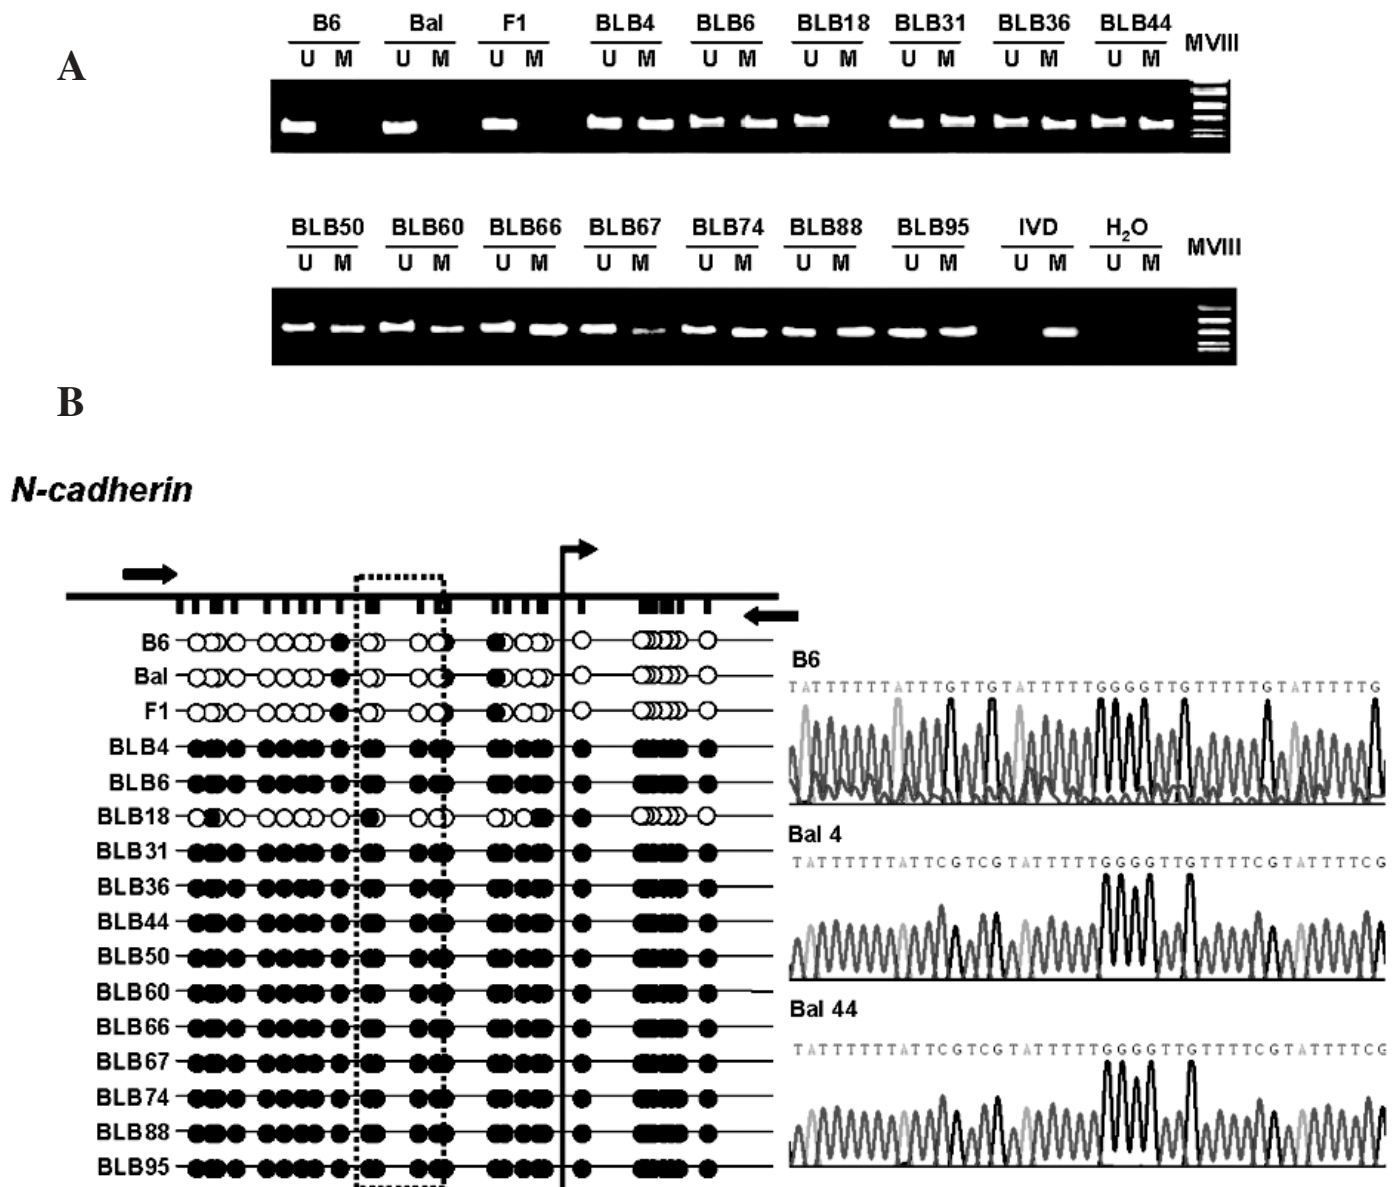 A
B6 Bal F1 BLB4 BLB6 BLB18 BLB31 BLB36 BLB44 MVIII
U M U M U M U M U M U M U M U M U M
BLB50 BLB60 BLB66 BLB67 BLB74 BLB88 BLB95 IVD H₂O MVIII
U M U M U M U M U M U M U M U M U M
B
N-cadherin
B6
Bal
F1
BLB4
BLB6
BLB18
BLB31
BLB36
BLB44
BLB50
BLB60
BLB66
BLB67
BLB74
BLB88
BLB95
B6
TATTTTTTATTTGTTGTATTTTTGGGGTTGTTTTTGTATTTTTG
Bal 4
TATTTTTTATTCGTCGTATTTTTGGGGTTGTTTTCGTATTTTCG
Bal 44
TATTTTTTATTCGTCGTATTTTTGGGGTTGTTTTCGTATTTTCG